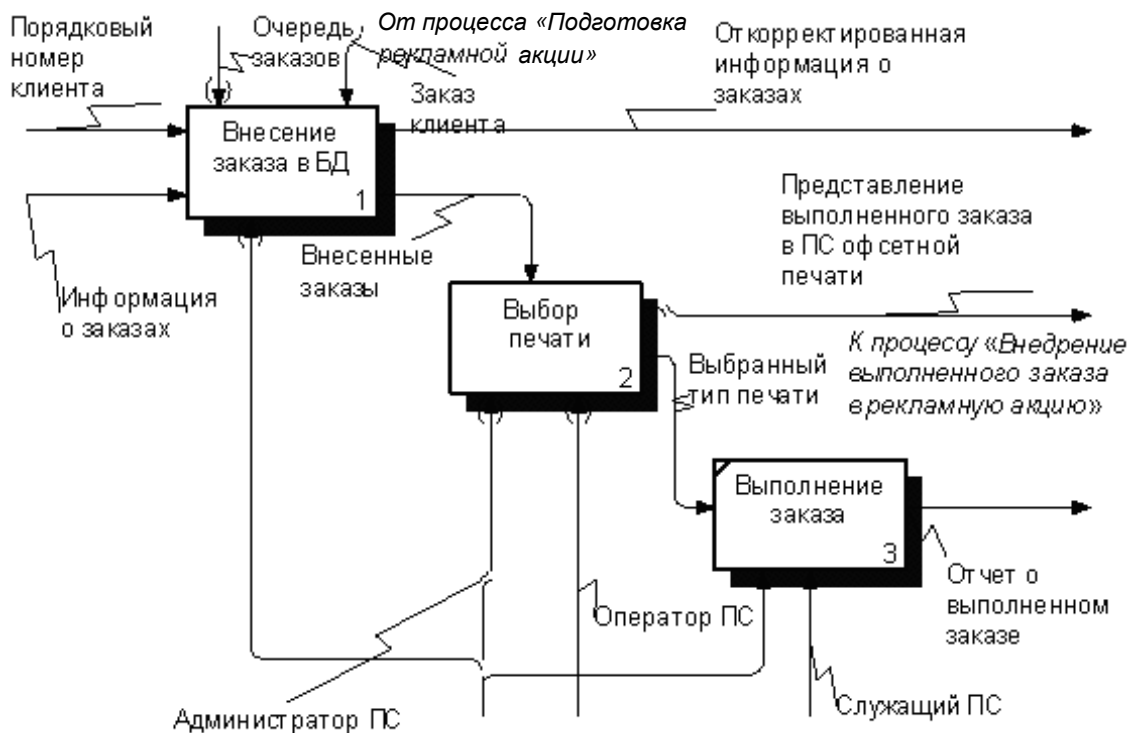 Порядковый
номер
клиента
Очередь
заказов
От процесса «Подготовка
рекламной акции»
Заказ
клиента
Откорректированная
информация о
заказах
Внесение
заказа в БД
1
Представление
выполненного заказа
в ПС офсетной
печати
Внесенные
заказы
Информация
о заказах
Выбор
печати
2
К процессу «Внедрение
выполненного заказа
в рекламную акцию»
Выбранный
тип печати
Выполнение
заказа
3
Отчет о
выполненном
заказе
Оператор ПС
Администратор ПС
Служащий ПС